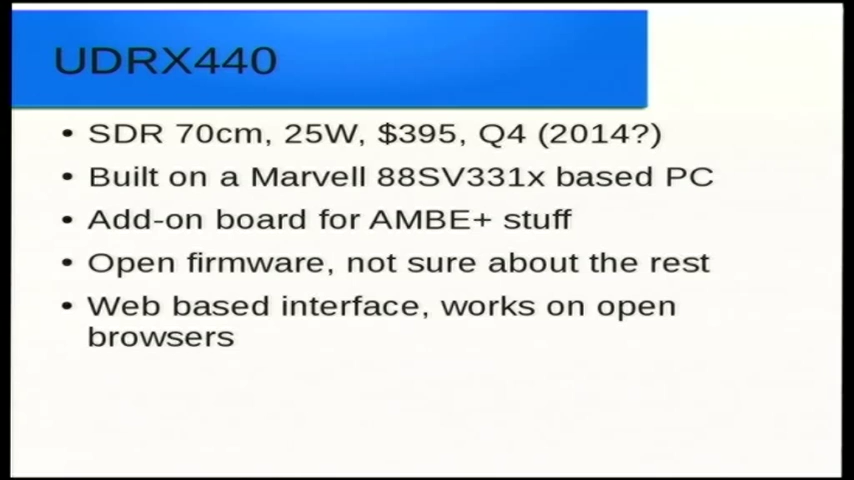 UDRX440
• SDR 70cm, 25W, $395, Q4 (2014?)
• Built on a Marvell 88SV331x based PC
• Add-on board for AMBE+ stuff
• Open firmware, not sure about the rest
• Web based interface, works on open
browsers